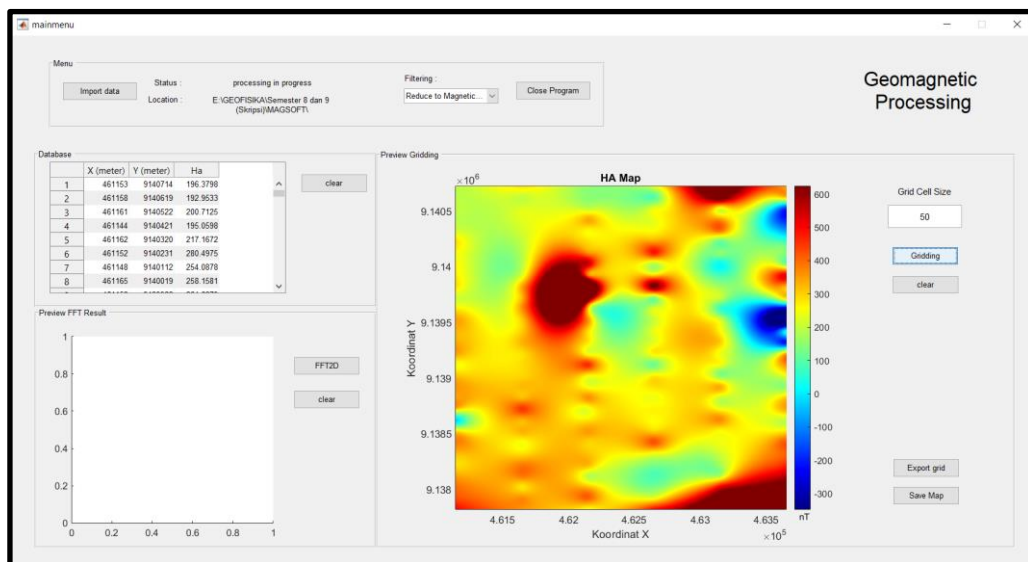 mainmenu
Menu
Import data
Status :
processing in progress
Location :
E:\GEOFISIKA\Semester 8 dan 9
(Skripsi)\MAGSOFT\
Filtering :
Reduce to Magnetic...
Close Program
Geomagnetic
Processing
Database
X (meter) Y (meter) Ha
1 461153 9140714 196.3798
2 461158 9140619 192.9533
3 461161 9140522 200.7125
4 461144 9140421 195.0598
5 461162 9140320 217.1672
6 461152 9140231 280.4975
7 461148 9140112 254.0878
8 461165 9140019 258.1581
clear
Preview FFT Result
1
0.8
0.6
0.4
0.2
0
0 0.2 0.4 0.6 0.8 1
FFT2D
clear
Preview Gridding
×10⁶
HA Map
9.1405
9.14
9.1395
9.139
9.1385
9.138
Koordinat Y
4.615 4.62 4.625 4.63 4.635
Koordinat X
×10⁵
600
500
400
300
200
100
0
-100
-200
-300
nT
Grid Cell Size
50
Gridding
clear
Export grid
Save Map